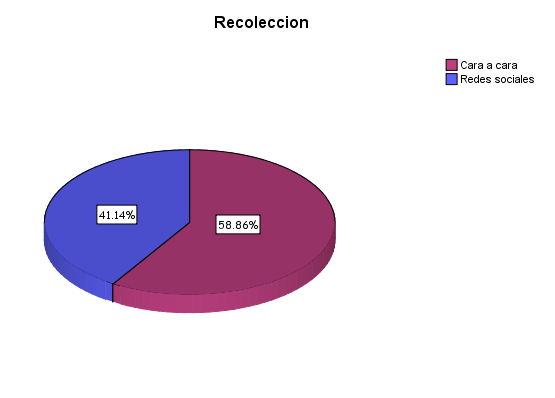 Recoleccion
Cara a cara
Redes sociales
41.14%
58.86%